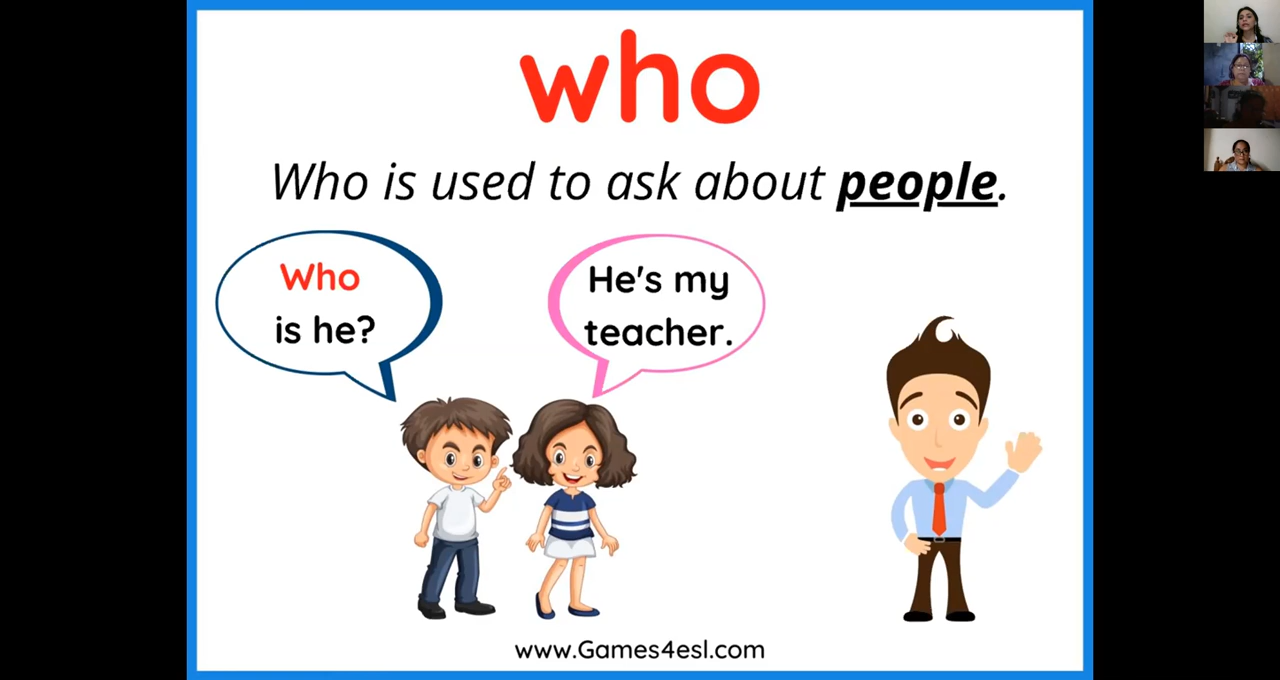 who
Who is used to ask about people.
Who
is he?
He's my
teacher.
www.Games4esl.com